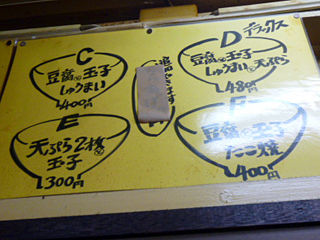 C
豆腐 玉子
しゅうまい
400円
D デラックス
豆腐 玉子
しゅうまい 天ぷら
480円
E
天ぷら2枚
玉子
300円
豆腐 玉子
たこ焼
400円